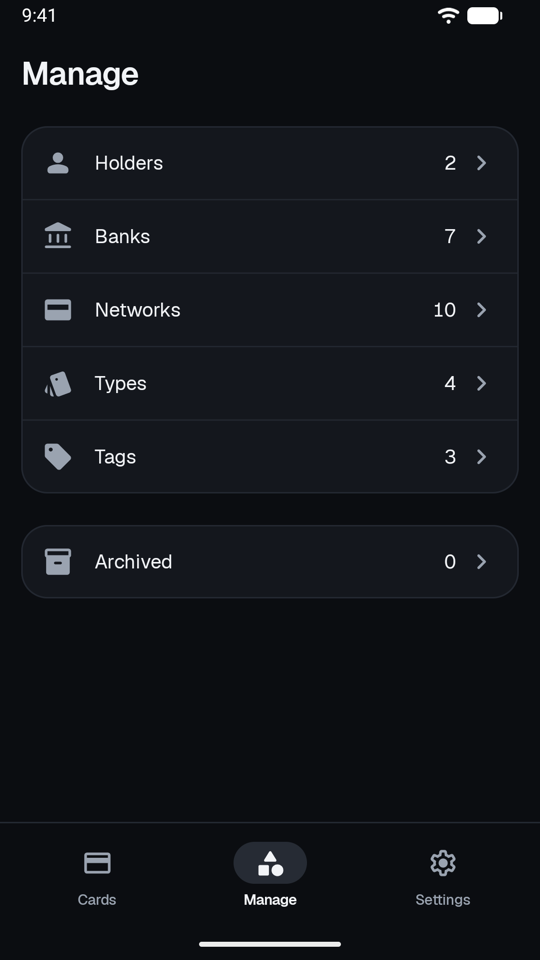 9:41
Manage
Holders 2
Banks 7
Networks 10
Types 4
Tags 3
Archived 0
Cards Manage Settings